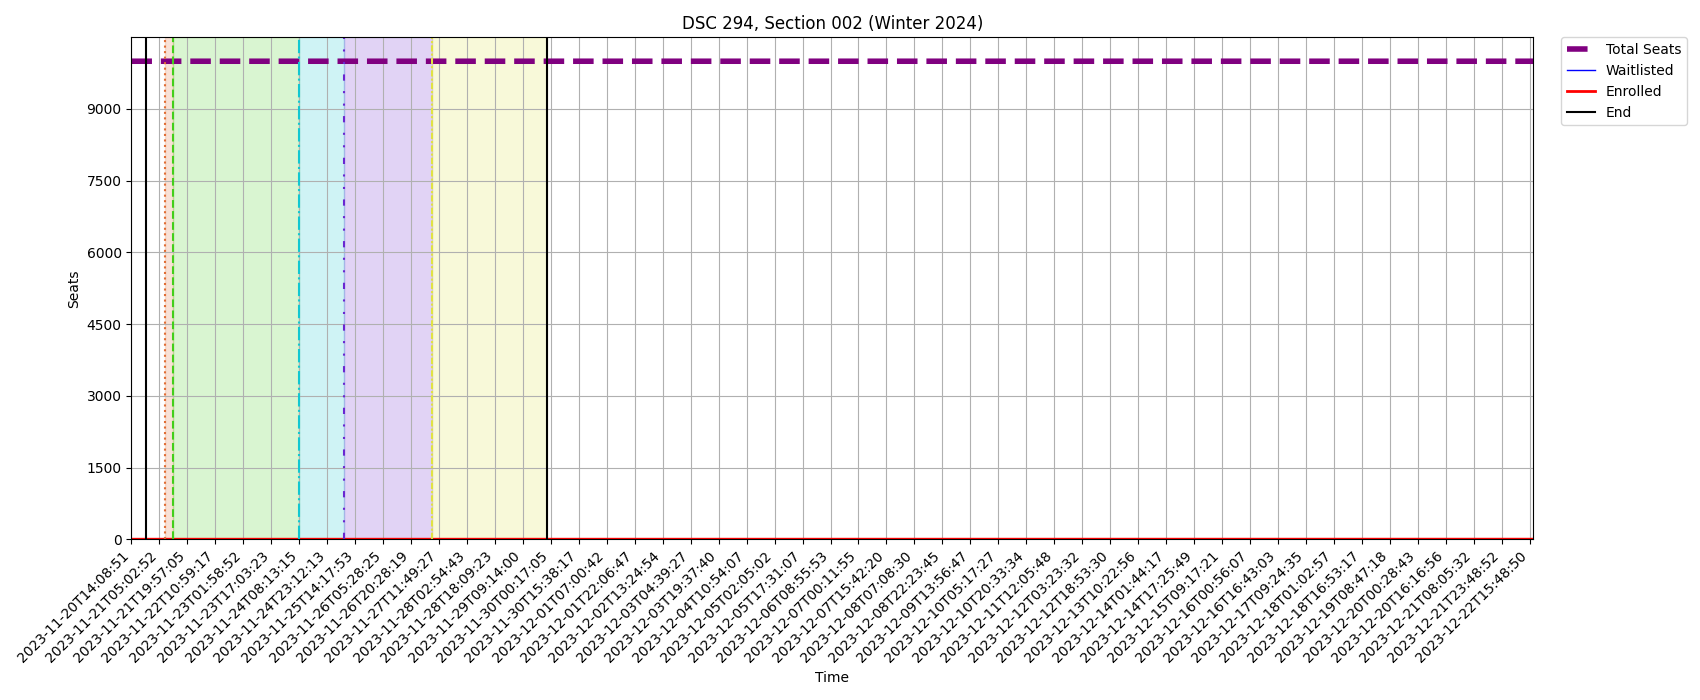 DSC 294, Section 002 (Winter 2024)
Total Seats
Waitlisted
Enrolled
End
Seats
9000
7500
6000
4500
3000
1500
0
2023-11-20T14:08:51
2023-11-21T05:02:52
2023-11-21T19:57:05
2023-11-22T10:59:17
2023-11-23T01:58:52
2023-11-23T17:03:23
2023-11-24T08:13:15
2023-11-24T23:12:13
2023-11-25T14:17:53
2023-11-26T05:28:25
2023-11-26T20:28:19
2023-11-27T11:49:27
2023-11-28T02:54:43
2023-11-28T18:09:23
2023-11-29T09:14:00
2023-11-30T00:17:05
2023-11-30T15:38:17
2023-12-01T07:00:42
2023-12-01T22:06:47
2023-12-02T13:24:54
2023-12-03T04:39:27
2023-12-03T19:37:40
2023-12-04T10:54:07
2023-12-05T02:05:02
2023-12-05T17:31:07
2023-12-06T08:55:53
2023-12-07T00:11:55
2023-12-07T15:42:20
2023-12-08T07:08:30
2023-12-08T22:23:45
2023-12-09T13:56:47
2023-12-10T05:17:27
2023-12-10T20:33:34
2023-12-11T12:05:48
2023-12-12T03:23:32
2023-12-12T18:53:30
2023-12-13T10:22:56
2023-12-14T01:44:17
2023-12-14T17:25:49
2023-12-15T09:17:21
2023-12-16T00:56:07
2023-12-16T16:43:03
2023-12-17T09:24:35
2023-12-18T01:02:57
2023-12-18T16:53:17
2023-12-19T08:47:18
2023-12-20T00:28:43
2023-12-20T16:16:56
2023-12-21T08:05:32
2023-12-21T23:48:52
2023-12-22T15:48:50
Time